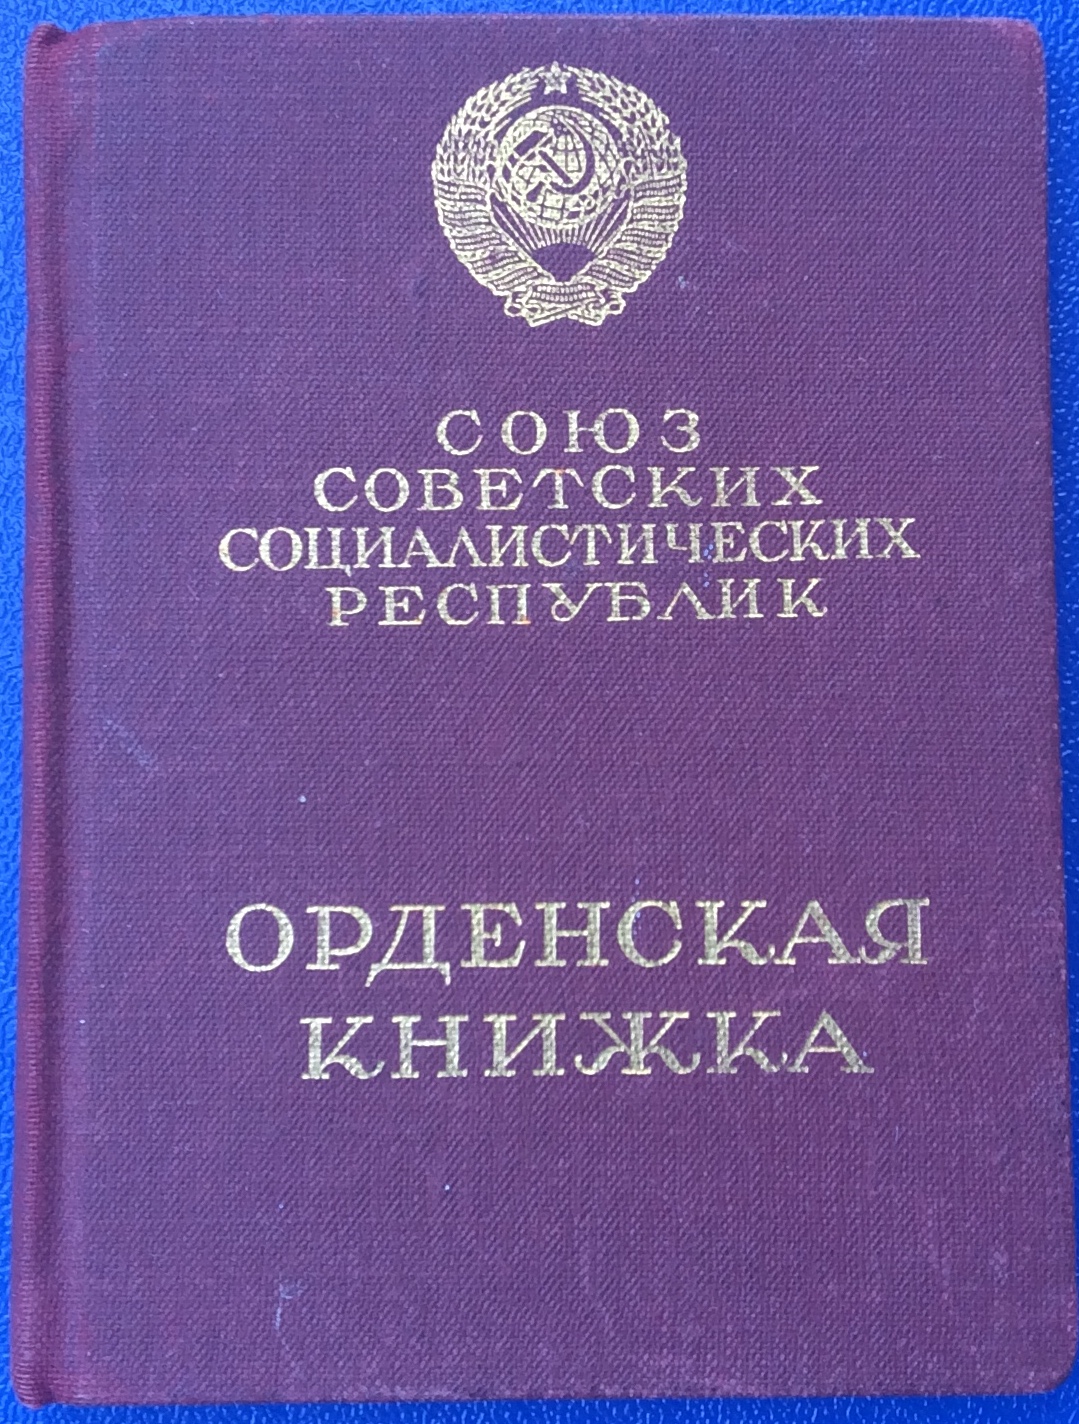 СОЮЗ
СОВЕТСКИХ
СОЦИАЛИСТИЧЕСКИХ
РЕСПУБЛИК
ОРДЕНСКАЯ
КНИЖКА